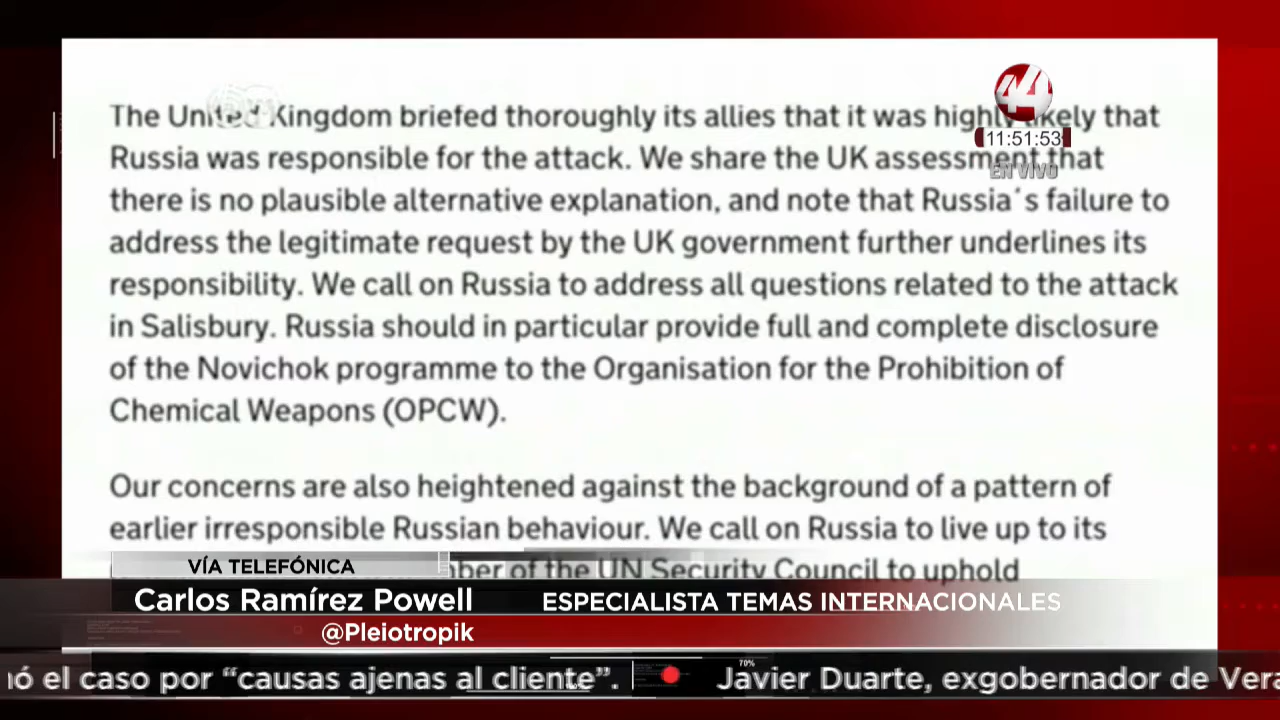 The United Kingdom briefed thoroughly its allies that it was highly likely that
Russia was responsible for the attack. We share the UK assessment that
there is no plausible alternative explanation, and note that Russia´s failure to
address the legitimate request by the UK government further underlines its
responsibility. We call on Russia to address all questions related to the attack
in Salisbury. Russia should in particular provide full and complete disclosure
of the Novichok programme to the Organisation for the Prohibition of
Chemical Weapons (OPCW).
Our concerns are also heightened against the background of a pattern of
earlier irresponsible Russian behaviour. We call on Russia to live up to its
of the UN Security Council to uphold
44
11:51:53
EN VIVO
VÍA TELEFÓNICA
Carlos Ramírez Powell
ESPECIALISTA TEMAS INTERNACIONALES
@Pleiotropik
el caso por “causas ajenas al cliente”.
70%
Javier Duarte, exgobernador de Vera